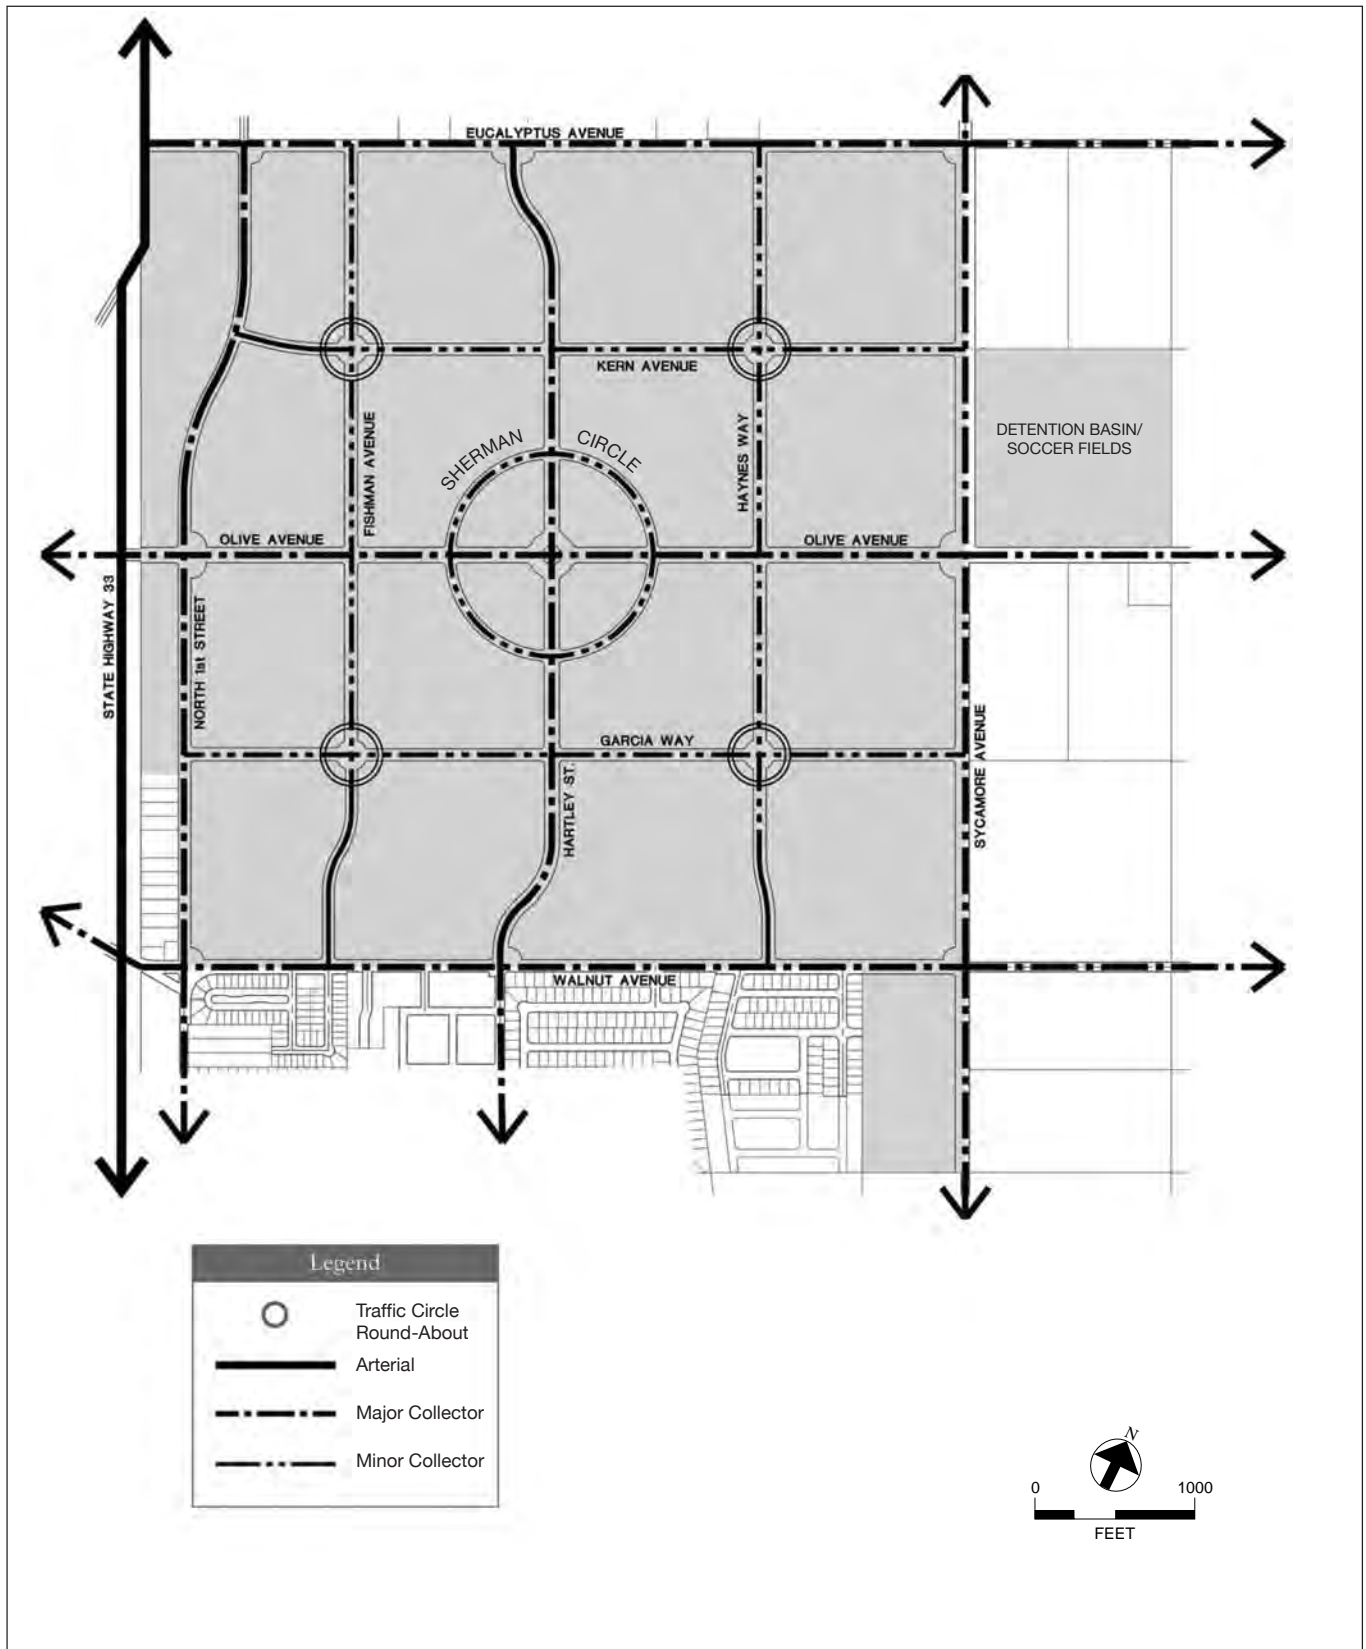 EUCALYPTUS AVENUE
KERN AVENUE
FISHMAN AVENUE
SHERMAN CIRCLE
HAYNES WAY
DETENTION BASIN/
SOCCER FIELDS
OLIVE AVENUE
OLIVE AVENUE
STATE HIGHWAY 33
NORTH 1st STREET
GARCIA WAY
HARTLEY ST.
SYCAMORE AVENUE
WALNUT AVENUE
Legend
Traffic Circle
Round-About
Arterial
Major Collector
Minor Collector
N
0 1000
FEET